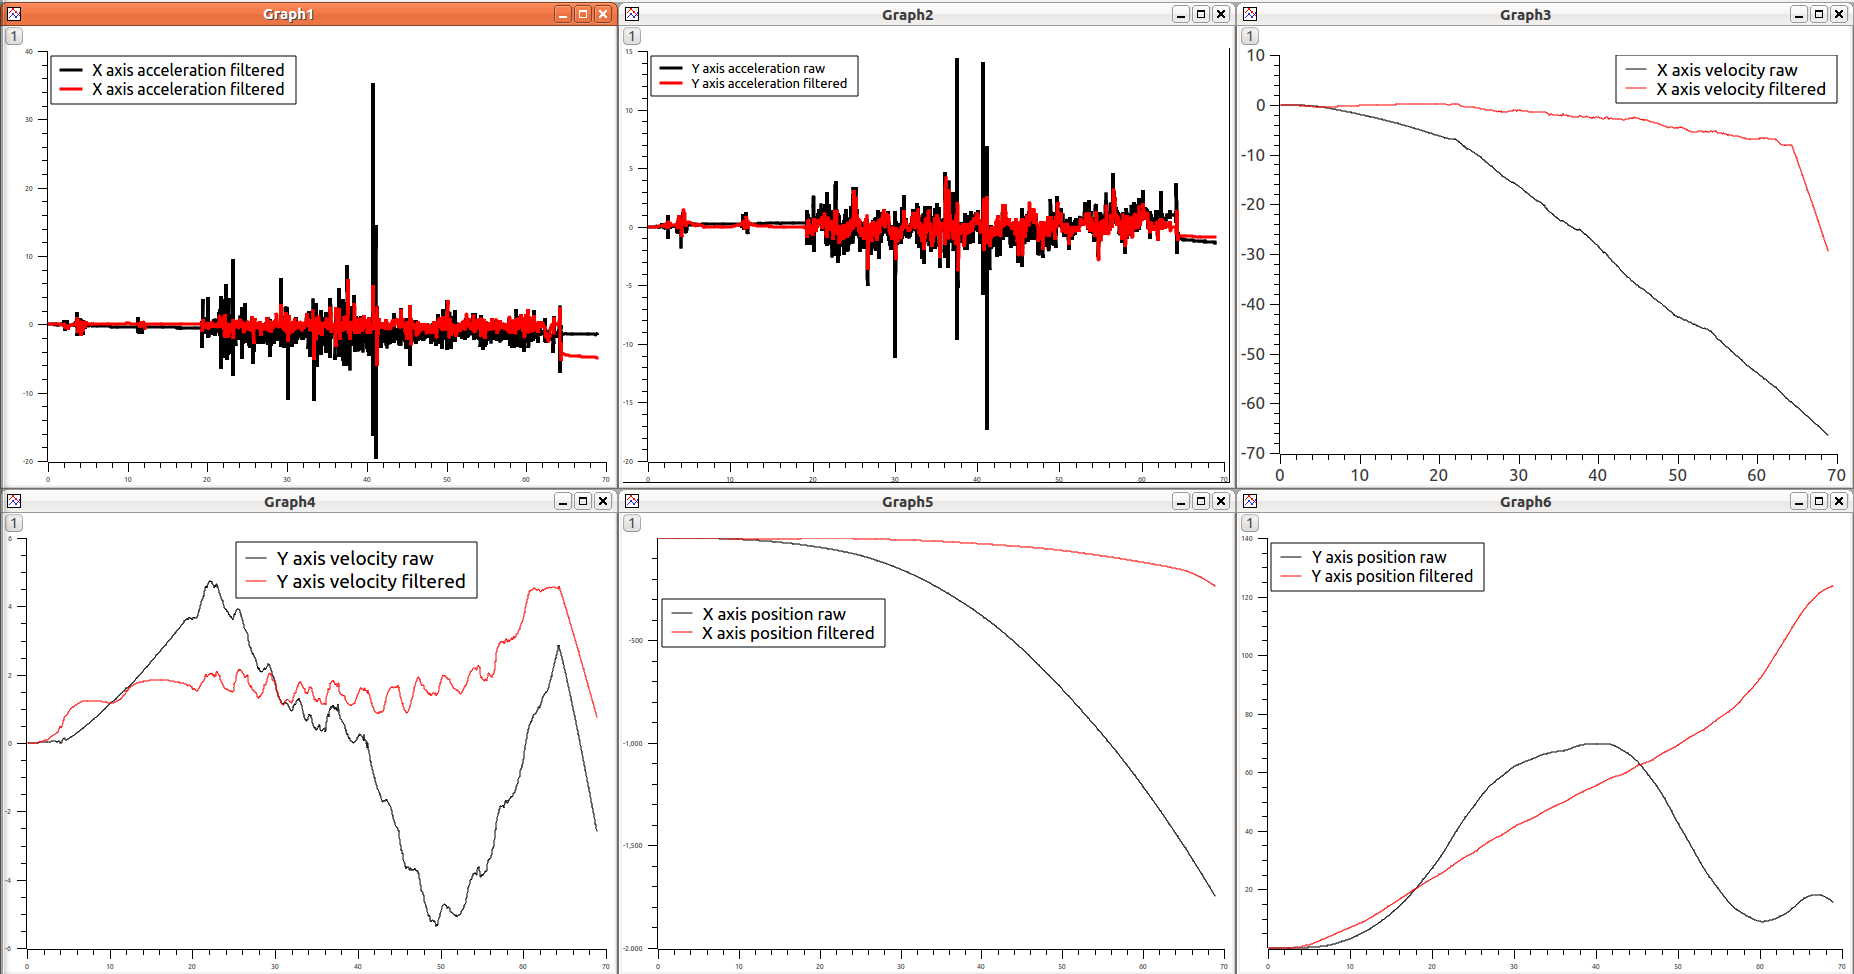 Graph1
1
40
30
20
10
0
-10
-20
0 10 20 30 40 50 60 70
X axis acceleration filtered
X axis acceleration filtered
Graph2
1
15
10
5
0
-5
-10
-15
-20
0 10 20 30 40 50 60 70
Y axis acceleration raw
Y axis acceleration filtered
Graph3
1
10
0
-10
-20
-30
-40
-50
-60
-70
0 10 20 30 40 50 60 70
X axis velocity raw
X axis velocity filtered
Graph4
1
6
4
2
0
-2
-4
-6
0 10 20 30 40 50 60 70
Y axis velocity raw
Y axis velocity filtered
Graph5
1
-500
-1,000
-1,500
-2,000
0 10 20 30 40 50 60 70
X axis position raw
X axis position filtered
Graph6
1
140
120
100
80
60
40
20
0 10 20 30 40 50 60 70
Y axis position raw
Y axis position filtered